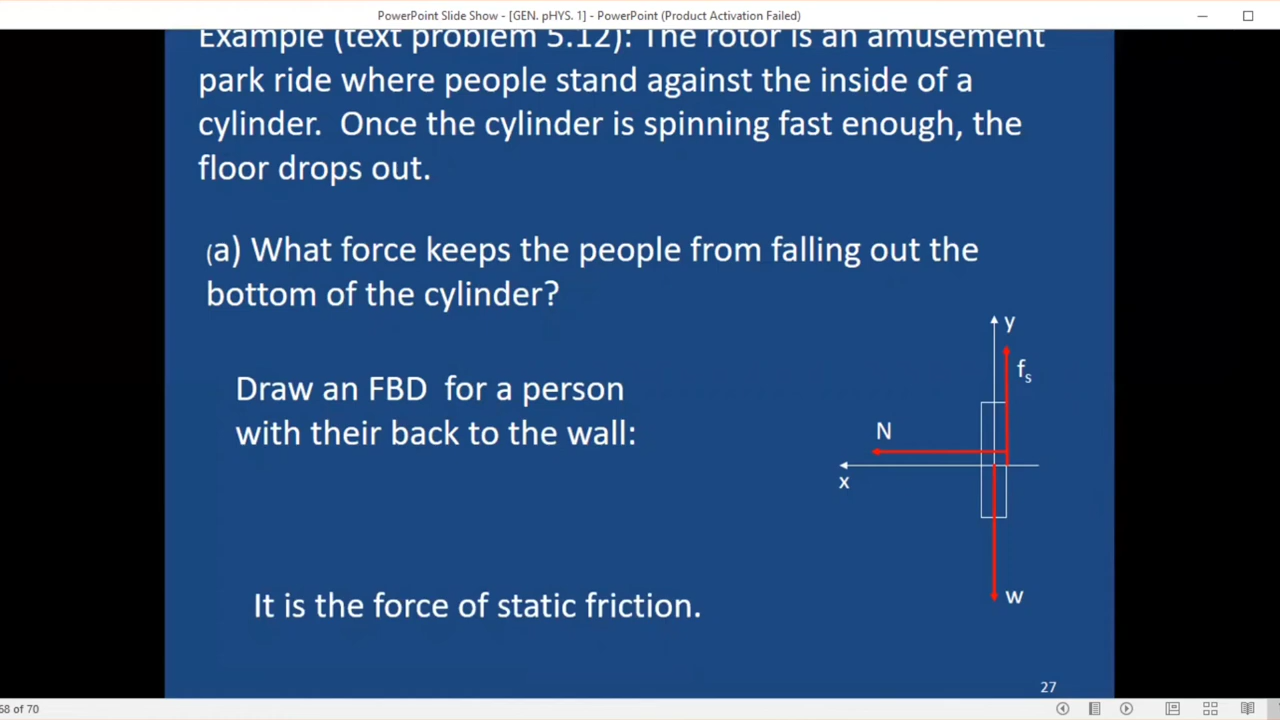 PowerPoint Slide Show - [GEN. pHYS. 1] - PowerPoint (Product Activation Failed)
Example (text problem 5.12): The rotor is an amusement
park ride where people stand against the inside of a
cylinder. Once the cylinder is spinning fast enough, the
floor drops out.
(a) What force keeps the people from falling out the
bottom of the cylinder?
y
fs
Draw an FBD for a person
with their back to the wall:
N
x
w
It is the force of static friction.
27
68 of 70